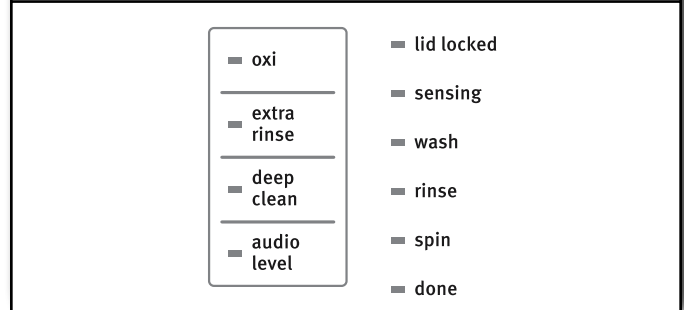 oxi
extra
rinse
deep
clean
audio
level
lid locked
sensing
wash
rinse
spin
done